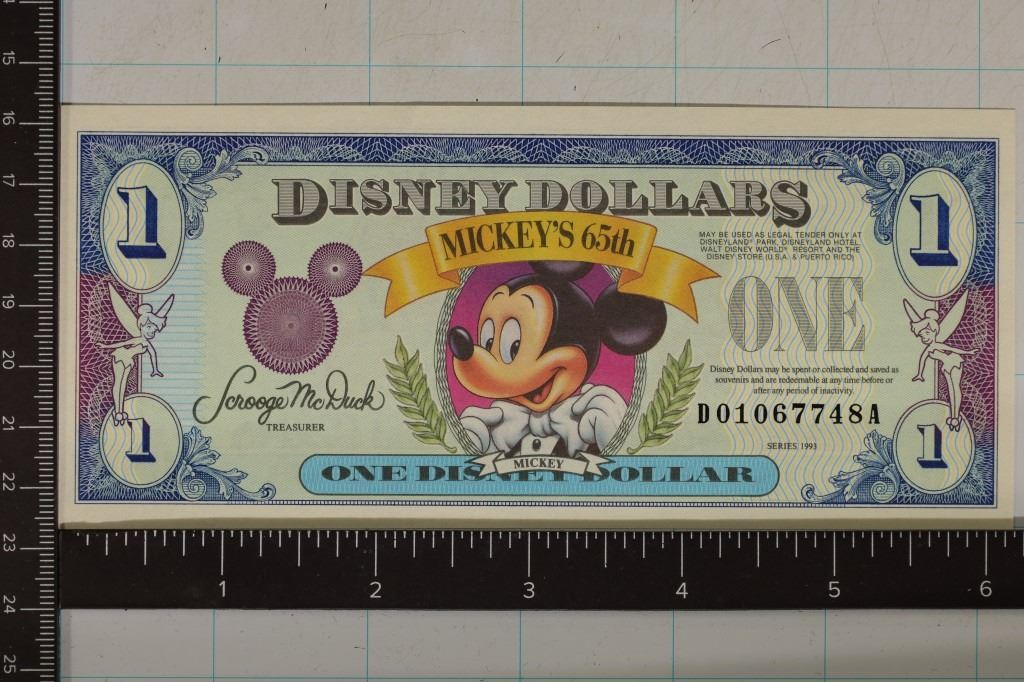 DISNEY DOLLARS
MICKEY'S 65th
1
1
MAY BE USED AS LEGAL TENDER ONLY AT
DISNEYLAND® PARK, DISNEYLAND HOTEL
WALT DISNEY WORLD® RESORT AND THE
DISNEY STORE (U.S.A. & PUERTO RICO)
ONE
Scrooge McDuck
TREASURER
Disney Dollars may be spent or collected and saved as
souvenirs and are redeemable at any time before or
after any period of inactivity.
D01067748A
SERIES 1993
1
1
MICKEY
ONE DISNEY DOLLAR
15
16
17
18
19
20
21
22
23
24
25
1 2 3 4 5 6